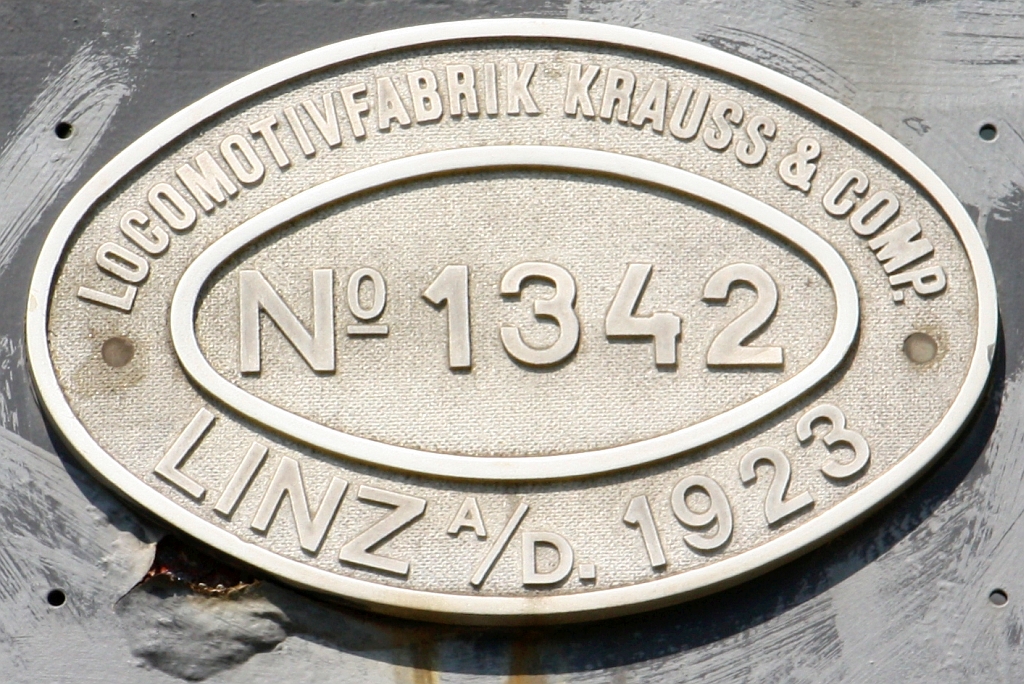 LOCOMOTIVFABRIK KRAUSS & COMP.
Nº 1342
LINZ A/D. 1923